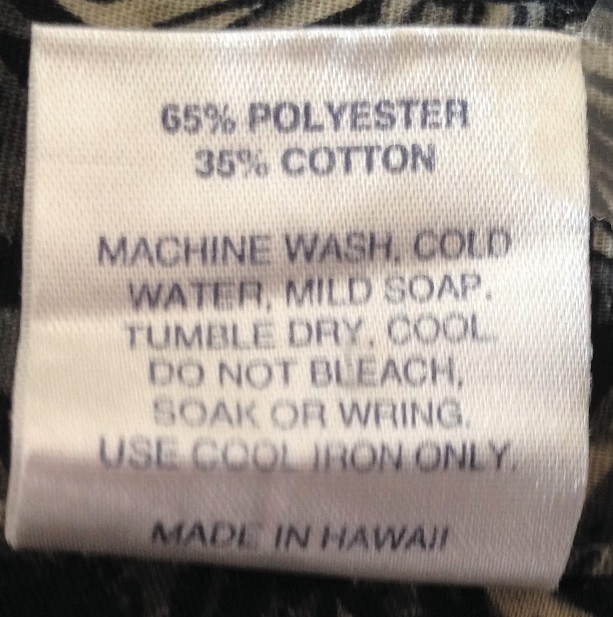 65% POLYESTER
35% COTTON
MACHINE WASH, COLD
WATER, MILD SOAP.
TUMBLE DRY, COOL.
DO NOT BLEACH,
SOAK OR WRING.
USE COOL IRON ONLY.
MADE IN HAWAII